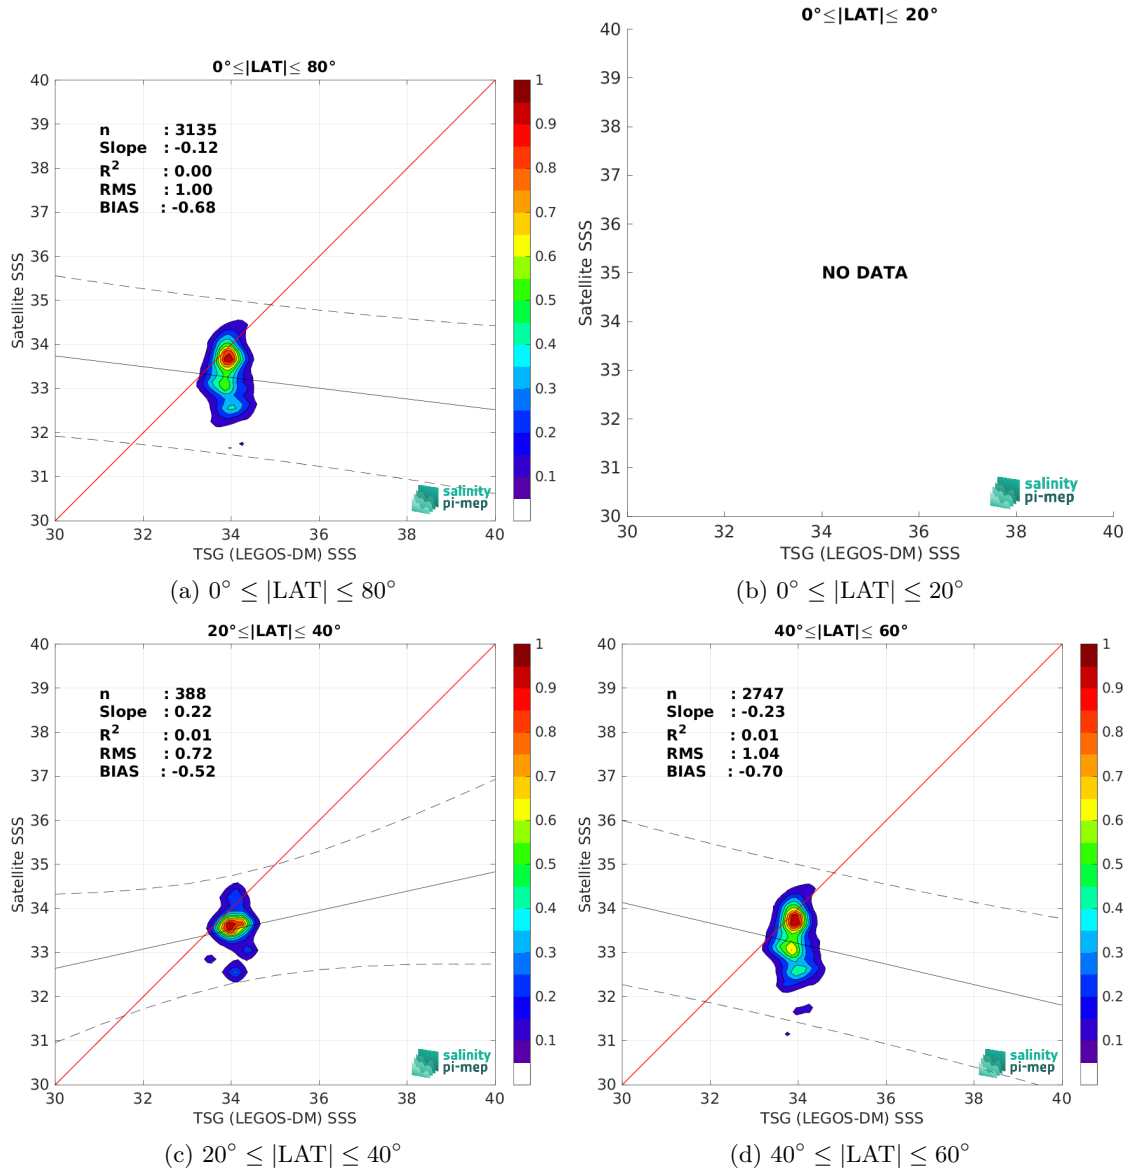 0°≤|LAT|≤ 80°
n : 3135
Slope : -0.12
R² : 0.00
RMS : 1.00
BIAS : -0.68
40
39
38
37
36
35
34
33
32
31
30
Satellite SSS
30 32 34 36 38 40
TSG (LEGOS-DM) SSS
1
0.9
0.8
0.7
0.6
0.5
0.4
0.3
0.2
0.1
salinity
pi-mep
(a) 0° ≤ |LAT| ≤ 80°
0°≤|LAT|≤ 20°
40
39
38
37
36
35
34
33
32
31
30
Satellite SSS
NO DATA
salinity
pi-mep
30 32 34 36 38 40
TSG (LEGOS-DM) SSS
(b) 0° ≤ |LAT| ≤ 20°
20°≤|LAT|≤ 40°
n : 388
Slope : 0.22
R² : 0.01
RMS : 0.72
BIAS : -0.52
40
39
38
37
36
35
34
33
32
31
30
Satellite SSS
30 32 34 36 38 40
TSG (LEGOS-DM) SSS
1
0.9
0.8
0.7
0.6
0.5
0.4
0.3
0.2
0.1
salinity
pi-mep
(c) 20° ≤ |LAT| ≤ 40°
40°≤|LAT|≤ 60°
n : 2747
Slope : -0.23
R² : 0.01
RMS : 1.04
BIAS : -0.70
40
39
38
37
36
35
34
33
32
31
30
Satellite SSS
30 32 34 36 38 40
TSG (LEGOS-DM) SSS
1
0.9
0.8
0.7
0.6
0.5
0.4
0.3
0.2
0.1
salinity
pi-mep
(d) 40° ≤ |LAT| ≤ 60°